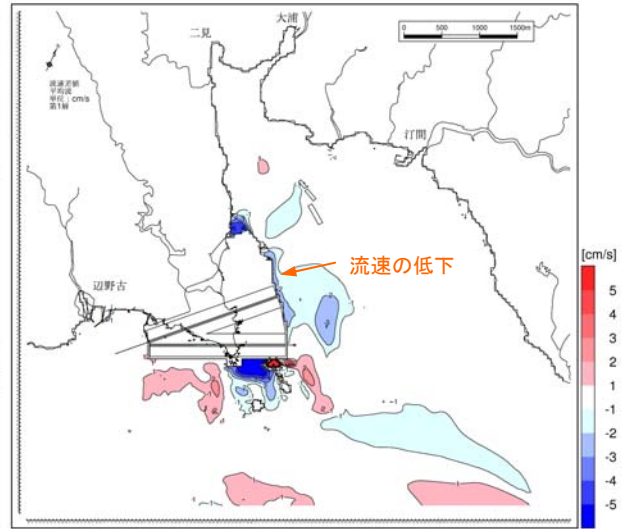 大浦
二見
0 500 1000 1500m
流速差値
平均流
単位 : cm/s
第1層
汀間
[cm/s]
流速の低下
辺野古
5
4
3
2
1
-1
-2
-3
-4
-5